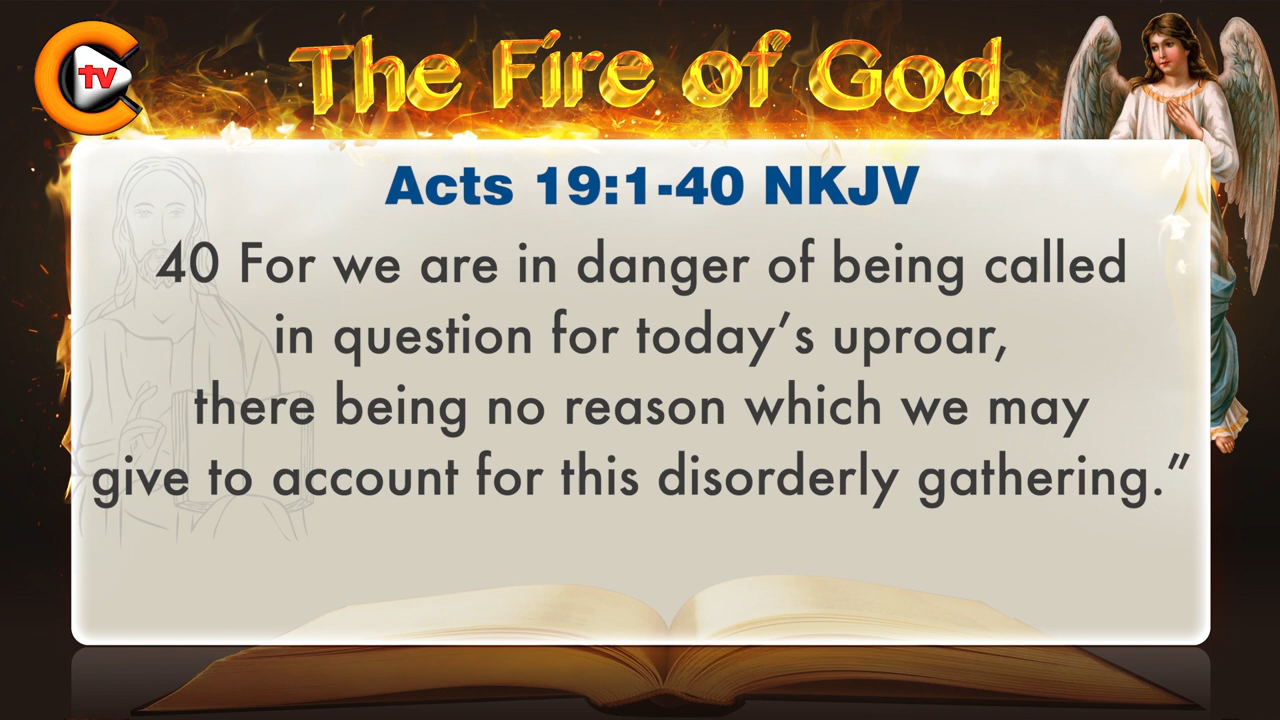 tv
The Fire of God
Acts 19:1-40 NKJV
40 For we are in danger of being called
in question for today’s uproar,
there being no reason which we may
give to account for this disorderly gathering.”